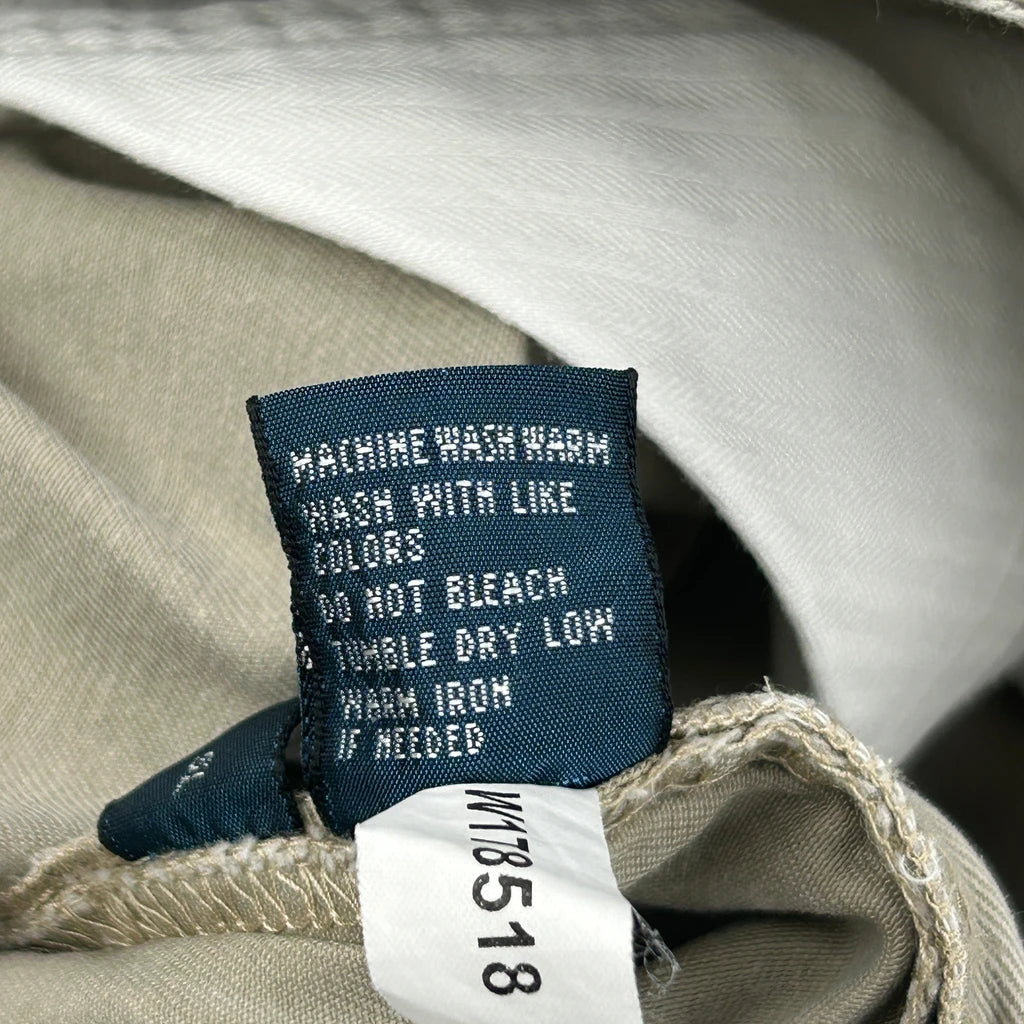 MACHINE WASH WARM
WASH WITH LIKE
COLORS
DO NOT BLEACH
TUMBLE DRY LOW
WARM IRON
IF NEEDED
W178518